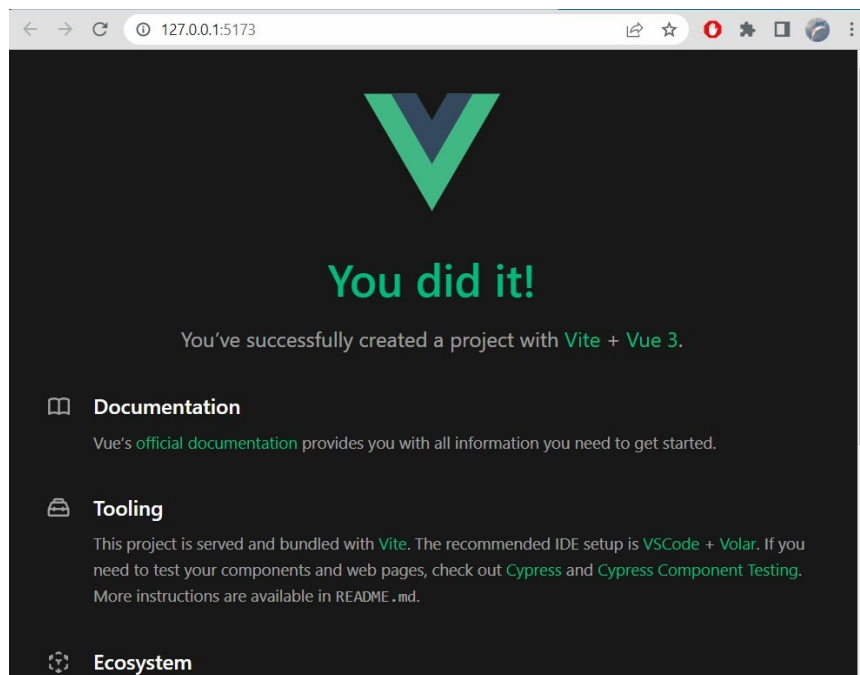 127.0.0.1:5173
You did it!
You’ve successfully created a project with Vite + Vue 3.
Documentation
Vue’s official documentation provides you with all information you need to get started.
Tooling
This project is served and bundled with Vite. The recommended IDE setup is VSCode + Volar. If you
need to test your components and web pages, check out Cypress and Cypress Component Testing.
More instructions are available in README.md.
Ecosystem